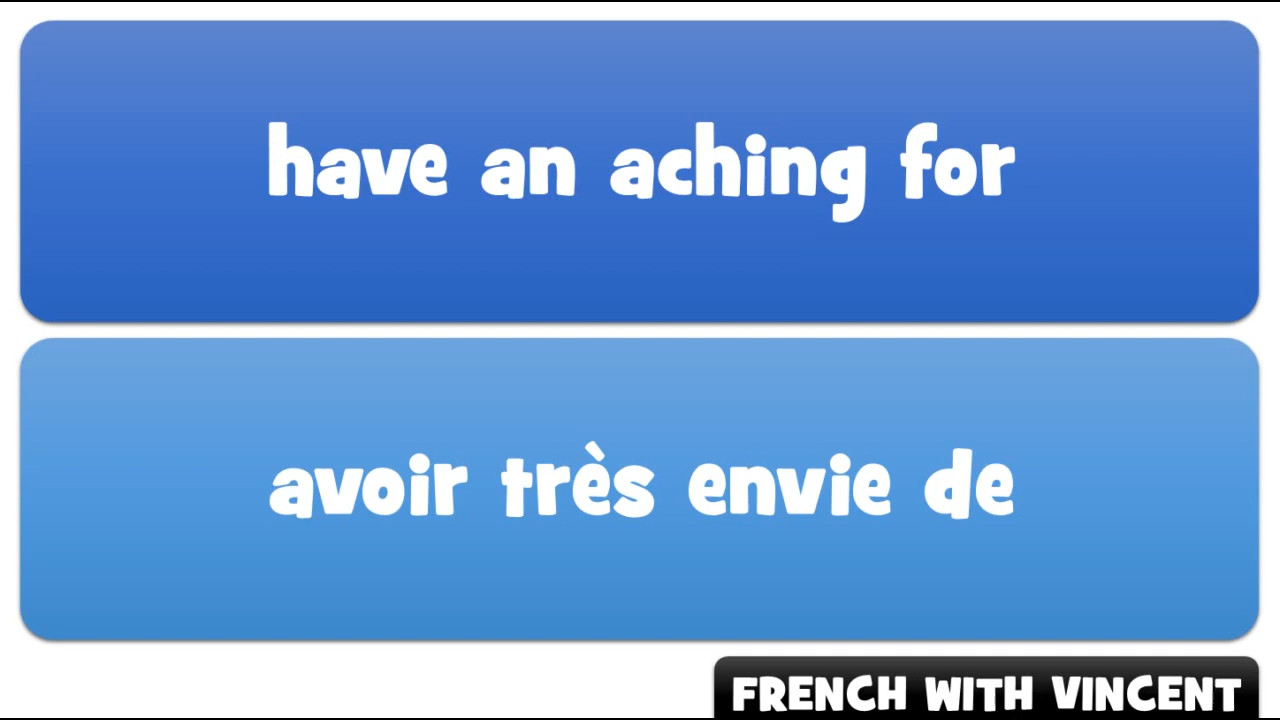 have an aching for
avoir très envie de
FRENCH WITH VINCENT